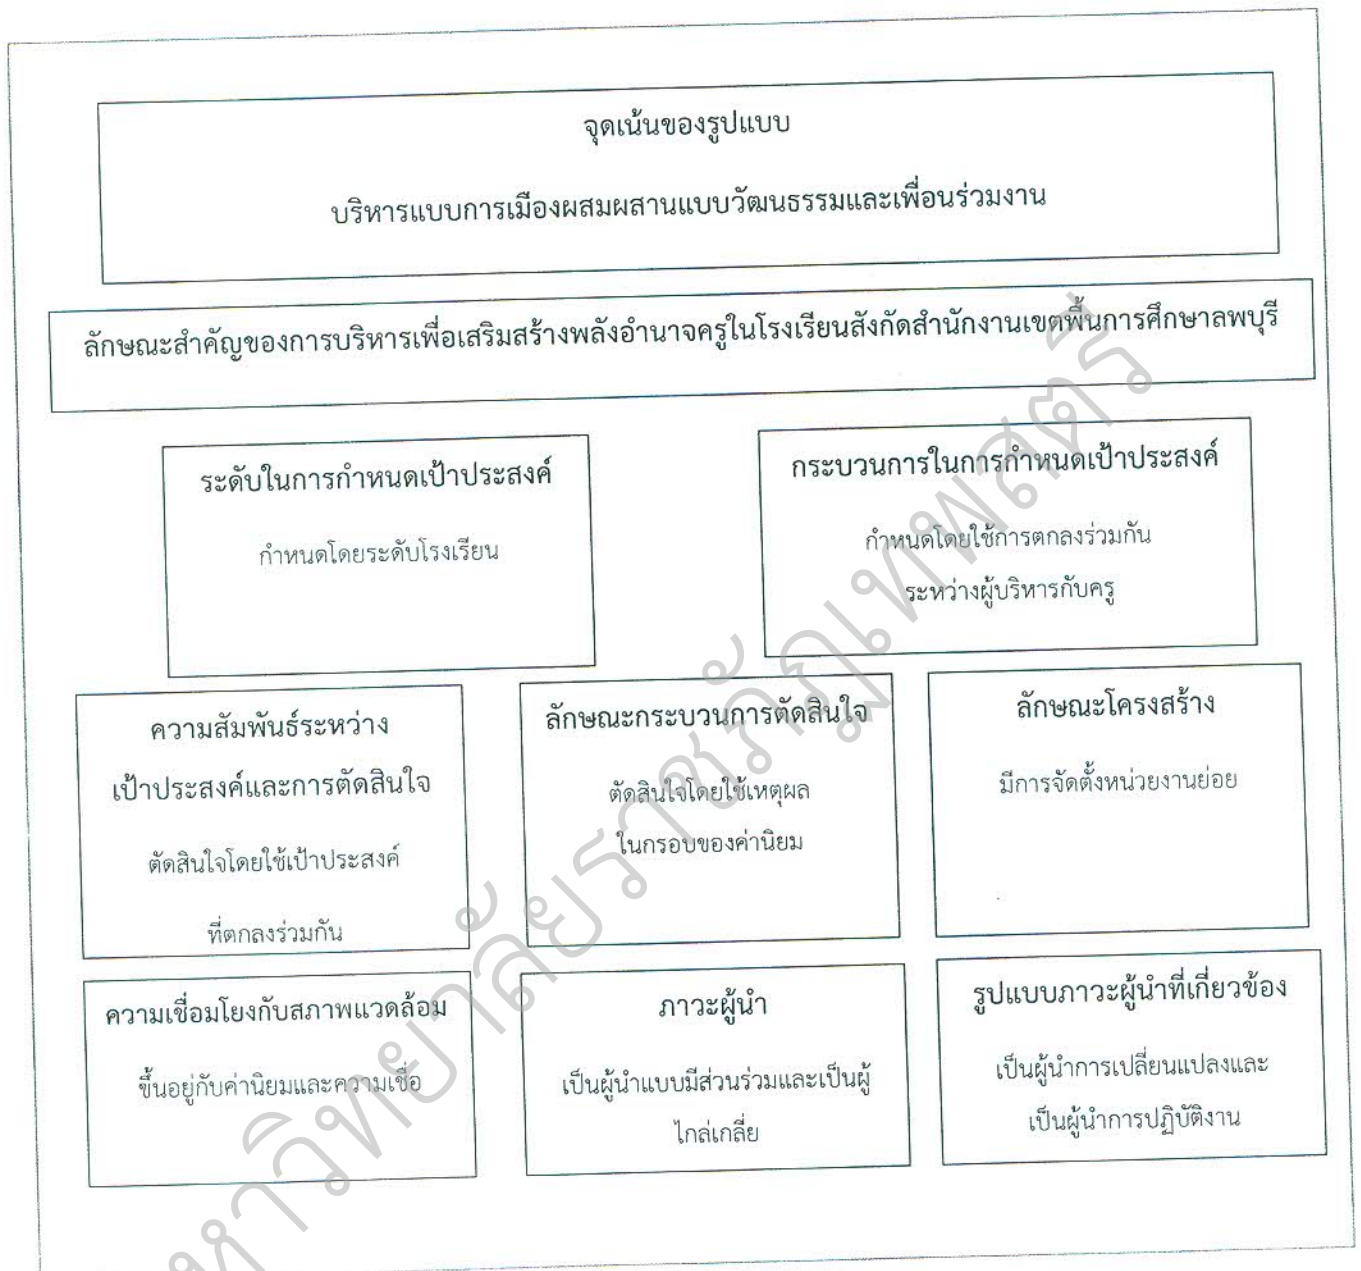 จุดเน้นของรูปแบบ
บริหารแบบการเมืองผสมผสานแบบวัฒนธรรมและเพื่อนร่วมงาน
ลักษณะสำคัญของการบริหารเพื่อเสริมสร้างพลังอำนาจครูในโรงเรียนสังกัดสำนักงานเขตพื้นการศึกษาลพบุรี
ระดับในการกำหนดเป้าประสงค์
กำหนดโดยระดับโรงเรียน
กระบวนการในการกำหนดเป้าประสงค์
กำหนดโดยใช้การตกลงร่วมกัน
ระหว่างผู้บริหารกับครู
ความสัมพันธ์ระหว่าง
เป้าประสงค์และการตัดสินใจ
ตัดสินใจโดยใช้เป้าประสงค์
ที่ตกลงร่วมกัน
ลักษณะกระบวนการตัดสินใจ
ตัดสินใจโดยใช้เหตุผล
ในกรอบของค่านิยม
ลักษณะโครงสร้าง
มีการจัดตั้งหน่วยงานย่อย
ความเชื่อมโยงกับสภาพแวดล้อม
ขึ้นอยู่กับค่านิยมและความเชื่อ
ภาวะผู้นำ
เป็นผู้นำแบบมีส่วนร่วมและเป็นผู้
ไกล่เกลี่ย
รูปแบบภาวะผู้นำที่เกี่ยวข้อง
เป็นผู้นำการเปลี่ยนแปลงและ
เป็นผู้นำการปฏิบัติงาน
หาวิทยาลัยราชภัฏเทพสตรี